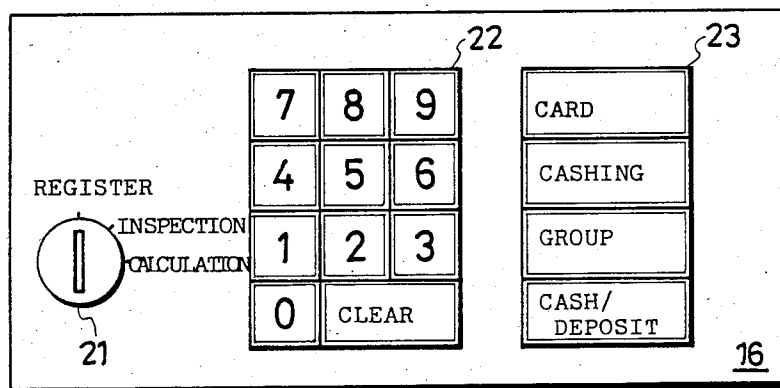 22
23
7 8 9
CARD
4 5 6
CASHING
REGISTER
INSPECTION
1 2 3
GROUP
CALCULATION
0 CLEAR
CASH/
DEPOSIT
21
16